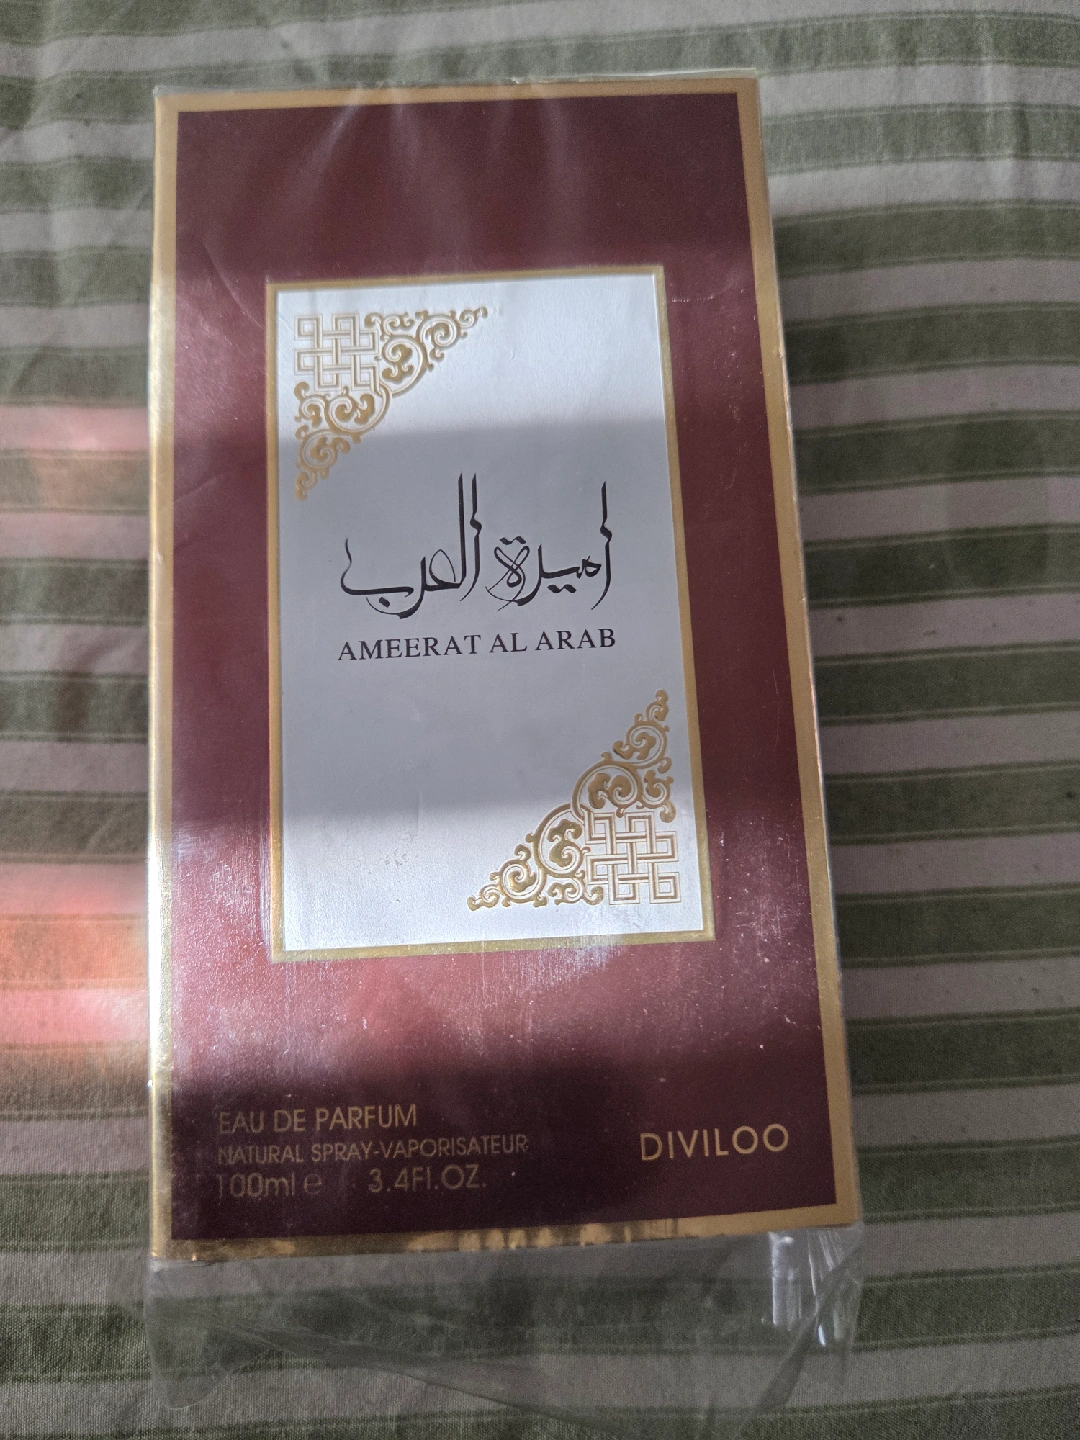 اميرة العرب
AMEERAT AL ARAB
EAU DE PARFUM
NATURAL SPRAY-VAPORISATEUR
100ml e 3.4Fl.OZ.
DIVILOO